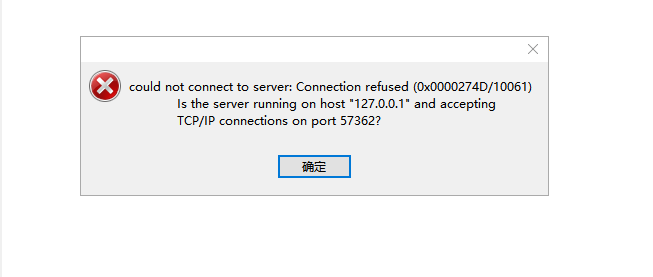 could not connect to server: Connection refused (0x0000274D/10061)
Is the server running on host "127.0.0.1" and accepting
TCP/IP connections on port 57362?
确定